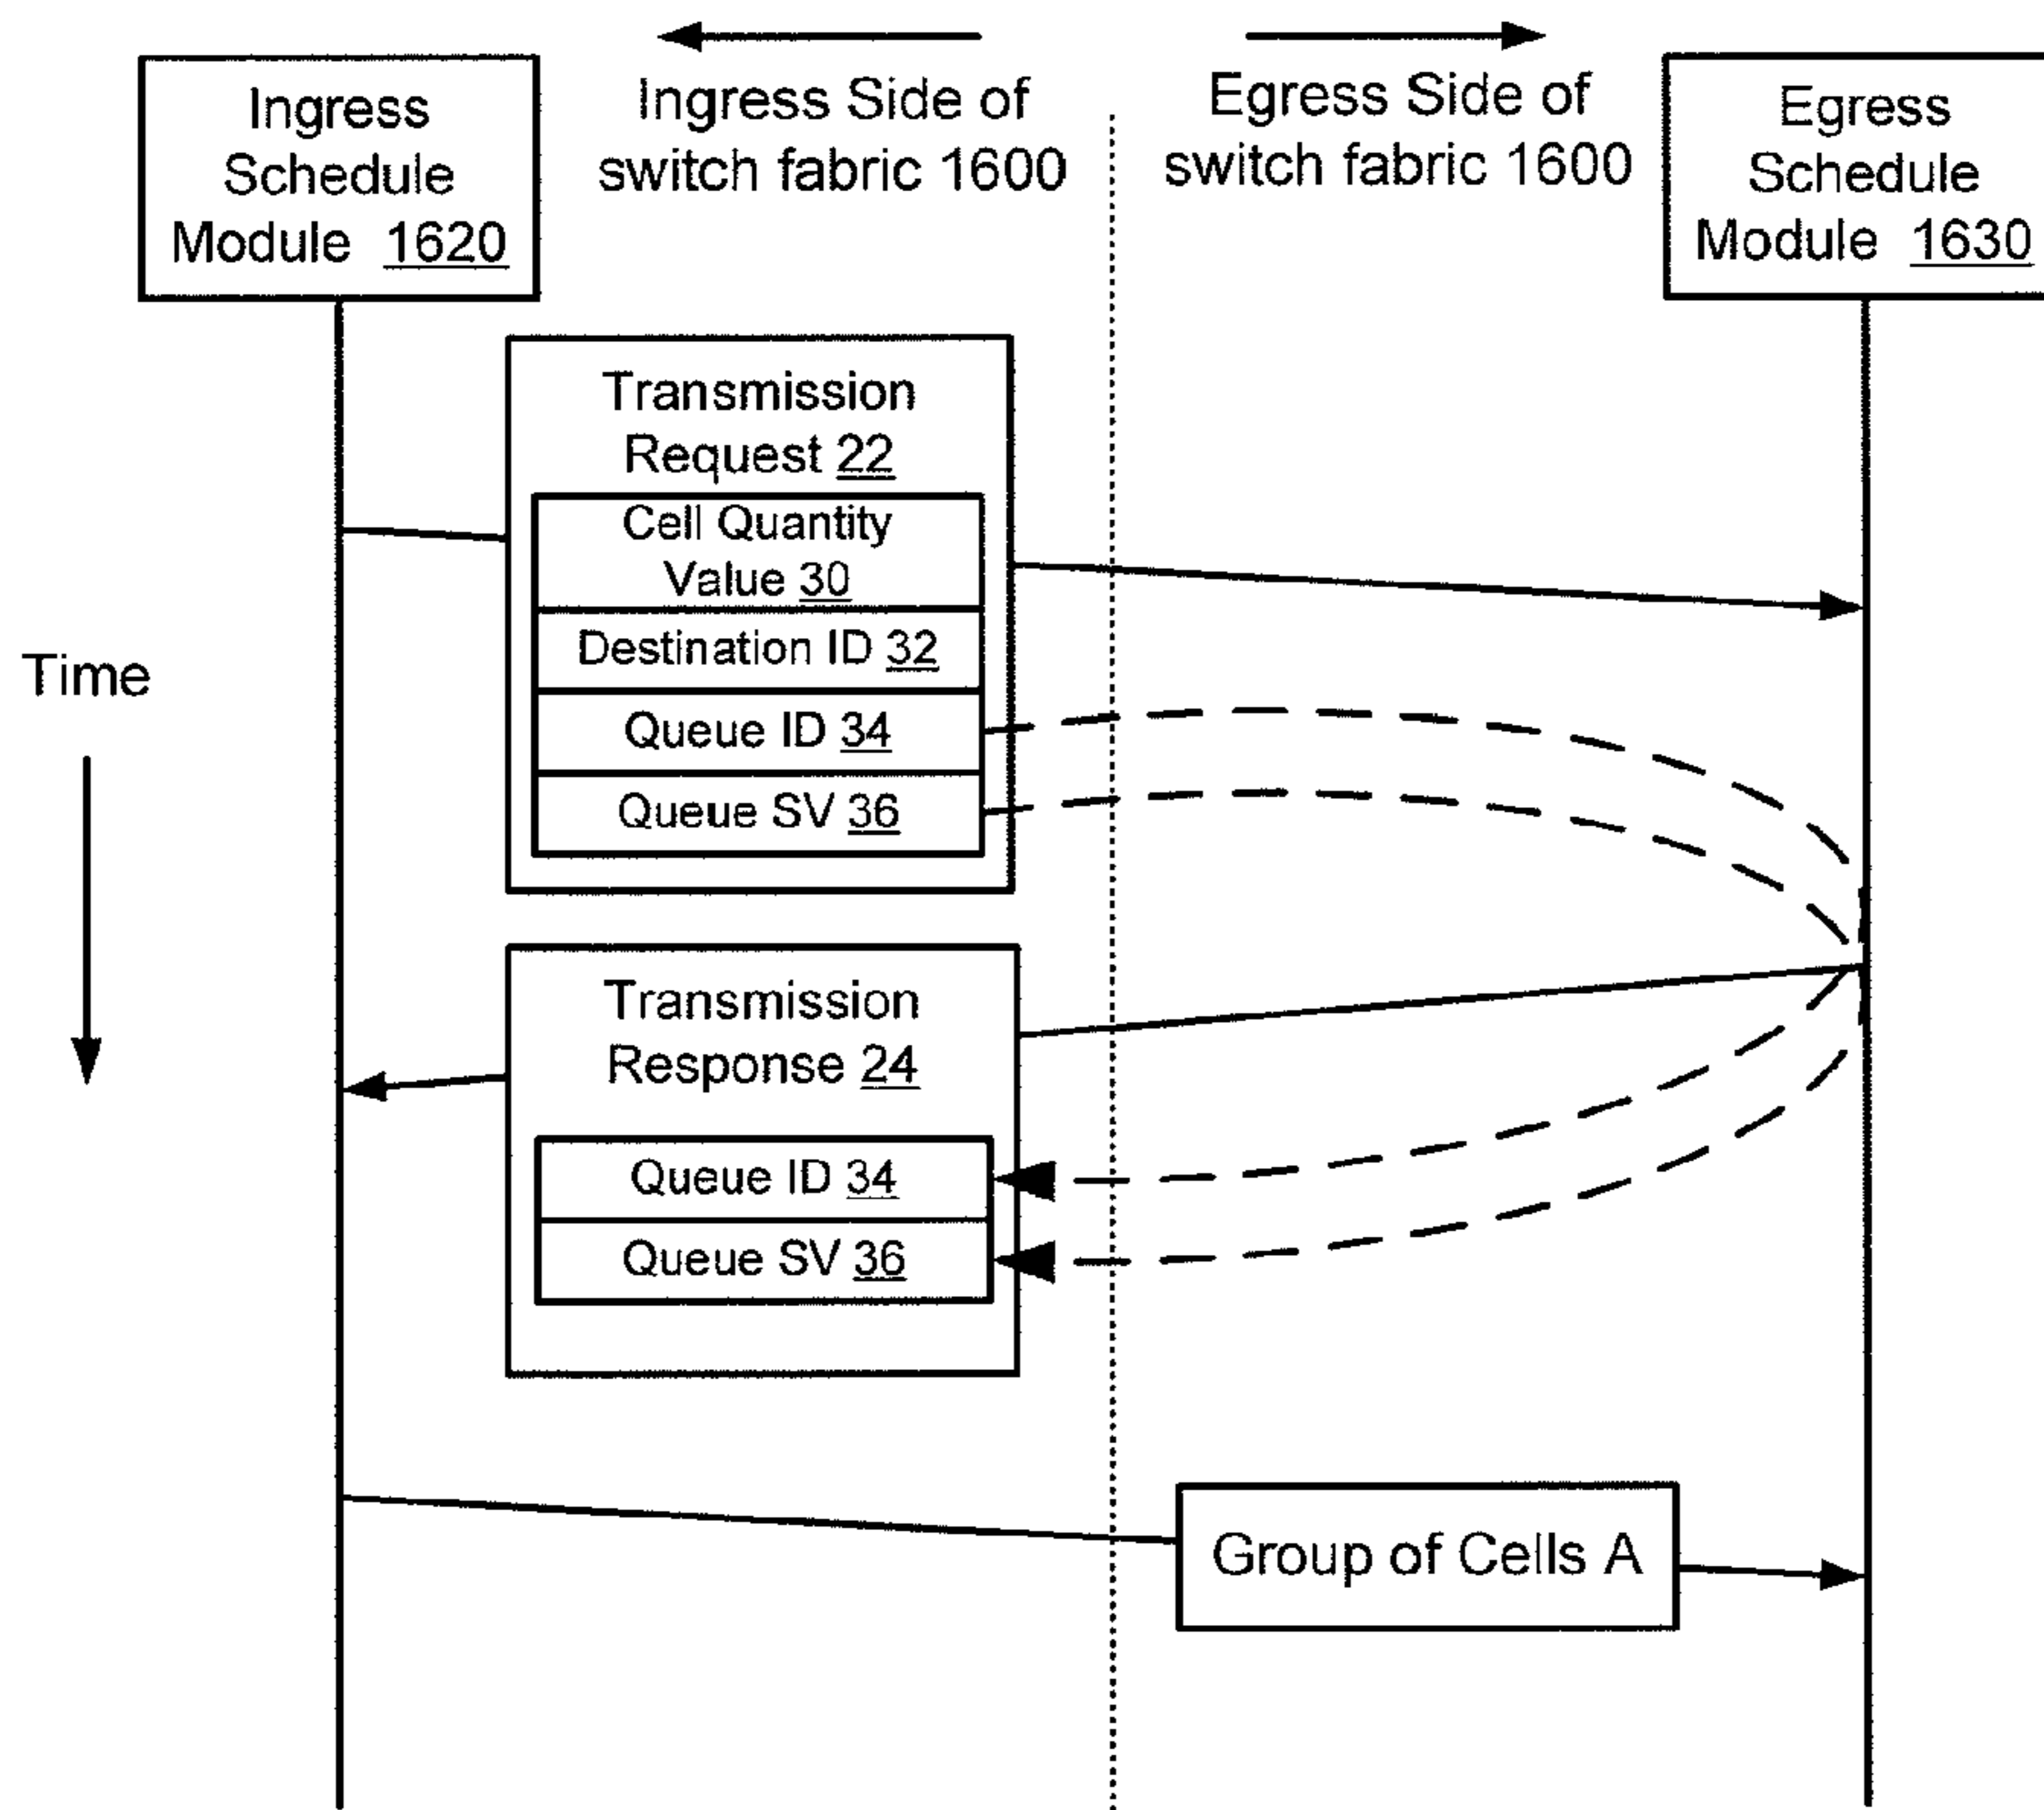 Ingress
Schedule
Module 1620
Ingress Side of
switch fabric 1600
Egress Side of
switch fabric 1600
Egress
Schedule
Module 1630
Transmission
Request 22
Cell Quantity
Value 30
Destination ID 32
Queue ID 34
Queue SV 36
Time
Transmission
Response 24
Queue ID 34
Queue SV 36
Group of Cells A